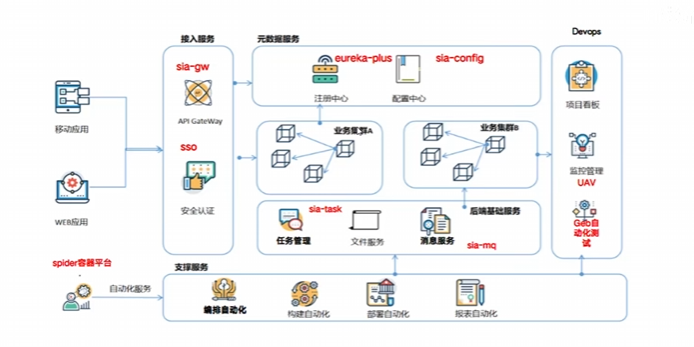 Devops
接入服务
元数据服务
sia-gw
eureka-plus
sia-config
API GateWay
注册中心
配置中心
项目看板
移动应用
业务集群A
业务集群B
sso
监控管理
UAV
WEB应用
安全认证
sia-task
后端基础服务
任务管理
文件服务
消息服务
sia-mq
Geb自
动化测
试
spider容器平台
支撑服务
自动化服务
编排自动化
构建自动化
部署自动化
报表自动化